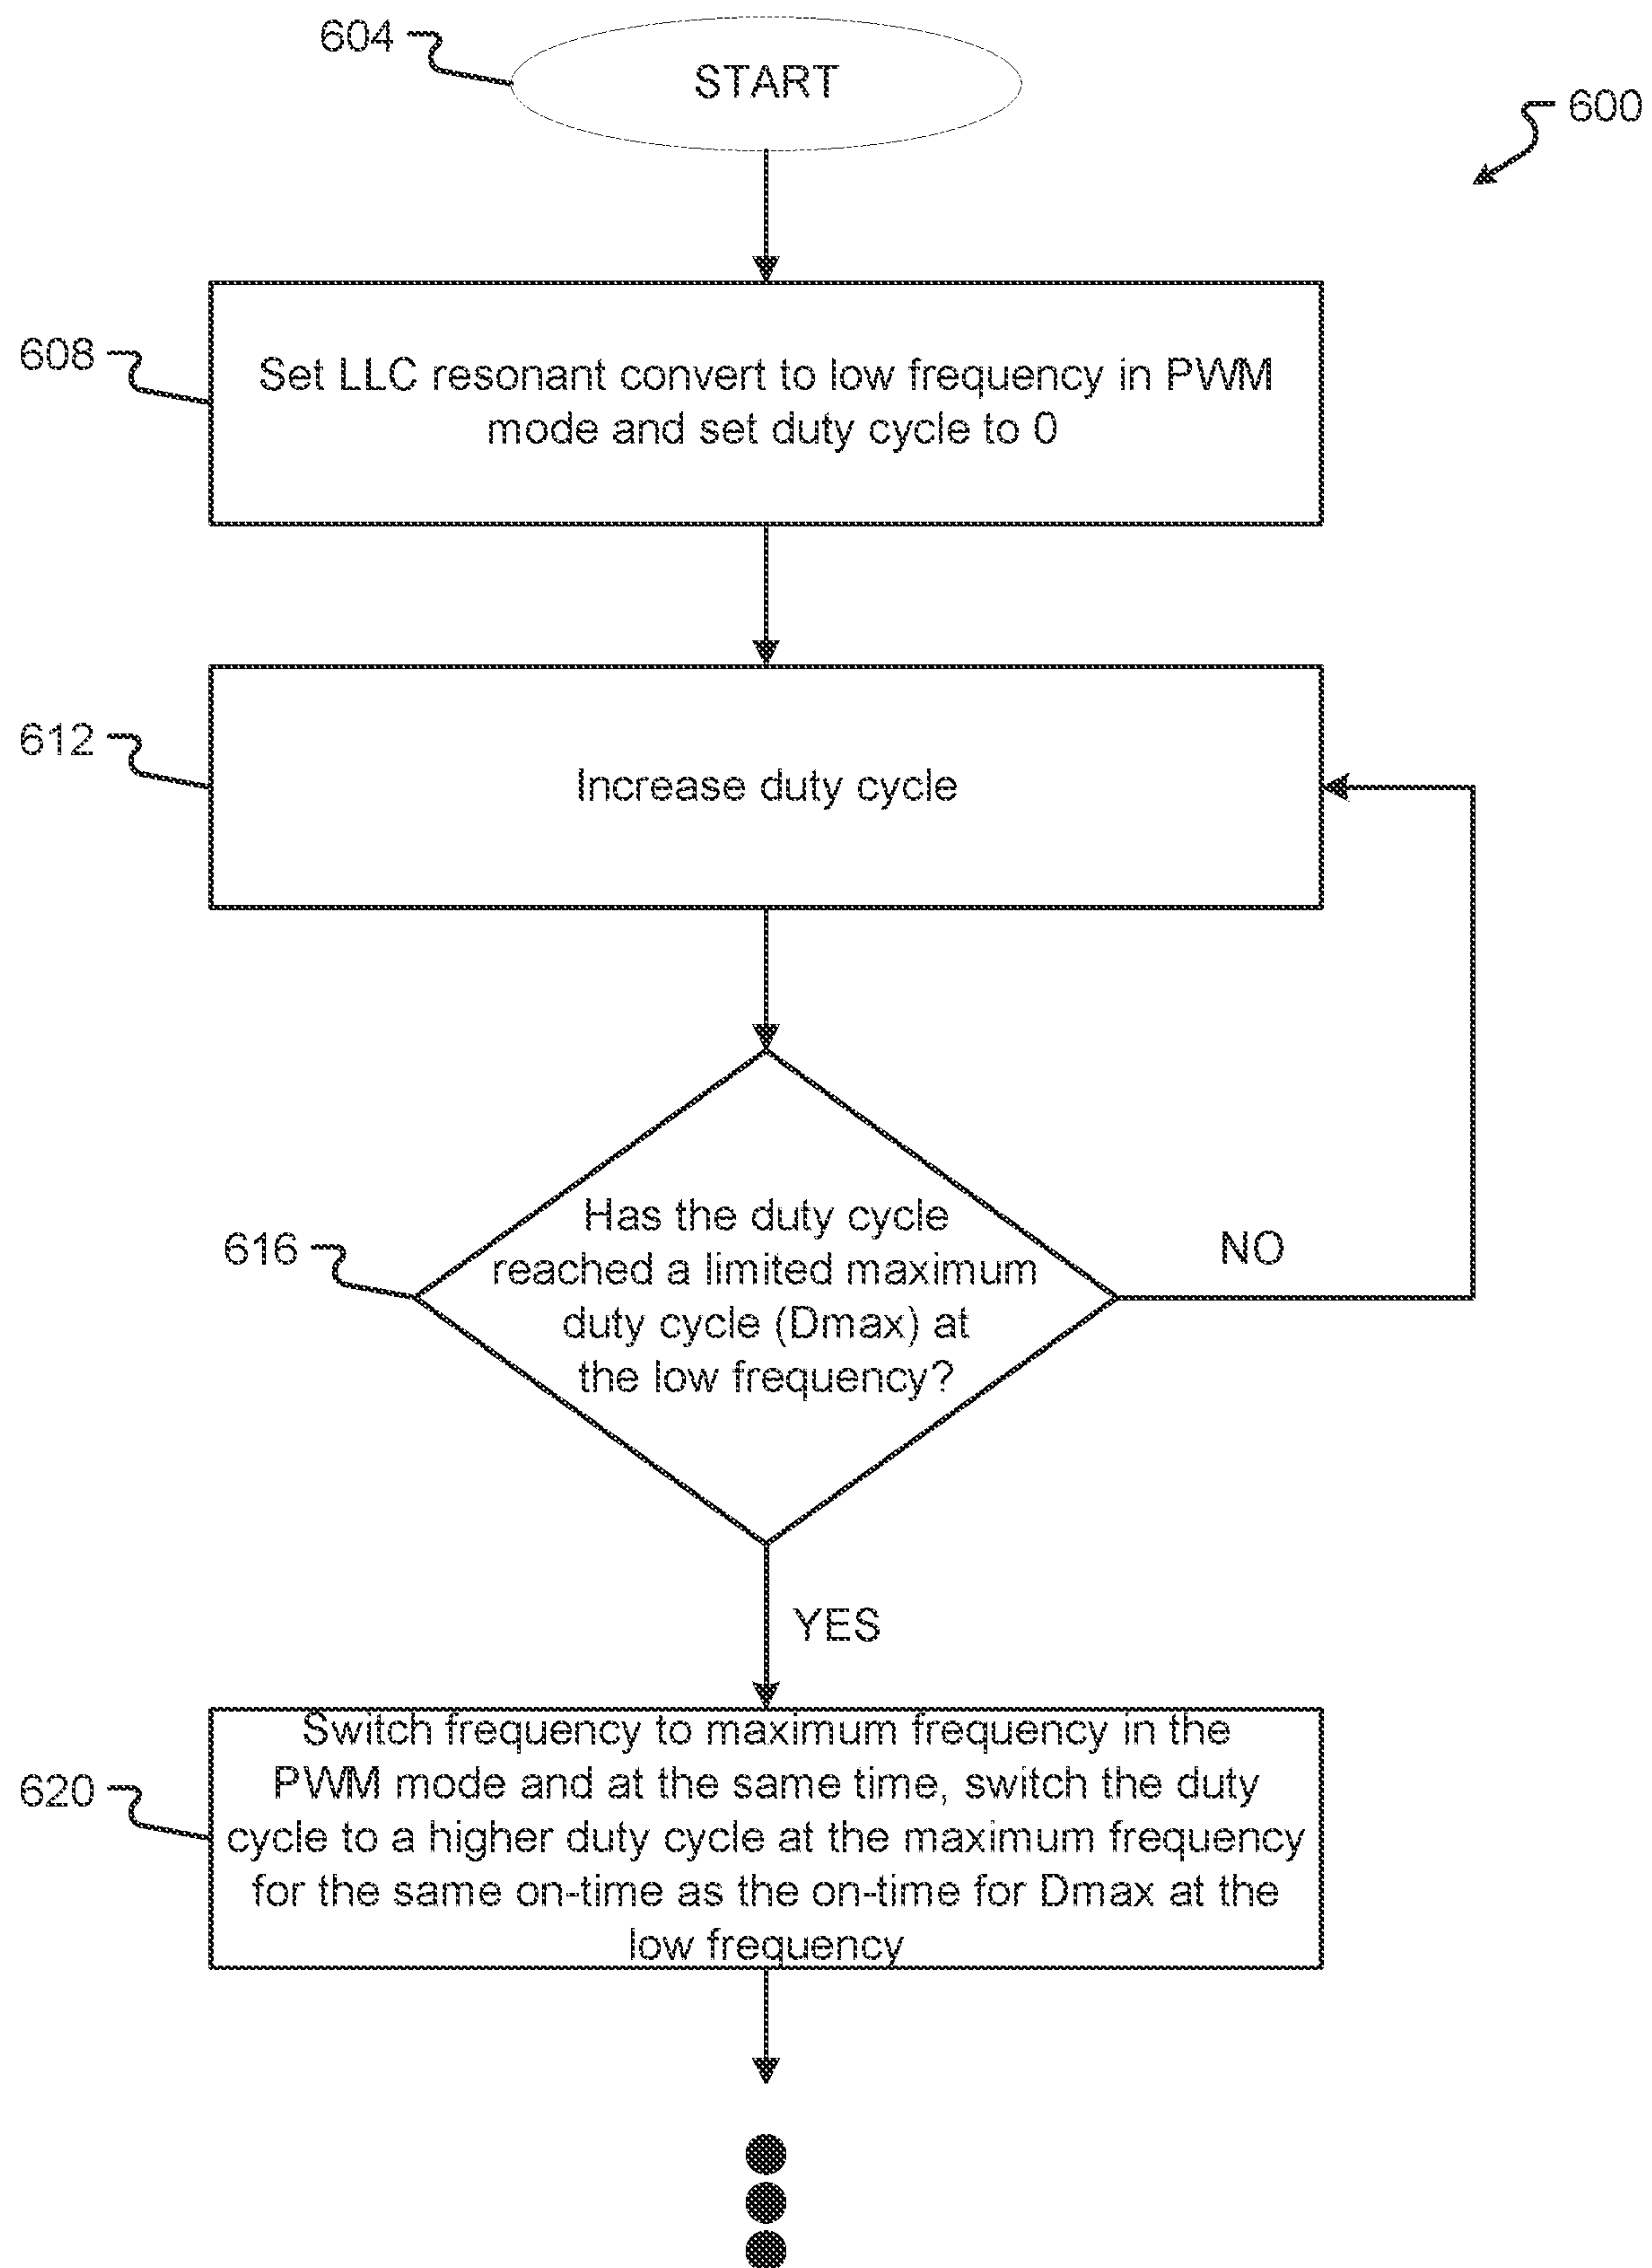 604
START
600
608
Set LLC resonant convert to low frequency in PWM
mode and set duty cycle to 0
612
Increase duty cycle
616
Has the duty cycle
reached a limited maximum
duty cycle (Dmax) at
the low frequency?
NO
YES
620
Switch frequency to maximum frequency in the
PWM mode and at the same time, switch the duty
cycle to a higher duty cycle at the maximum frequency
for the same on-time as the on-time for Dmax at the
low frequency